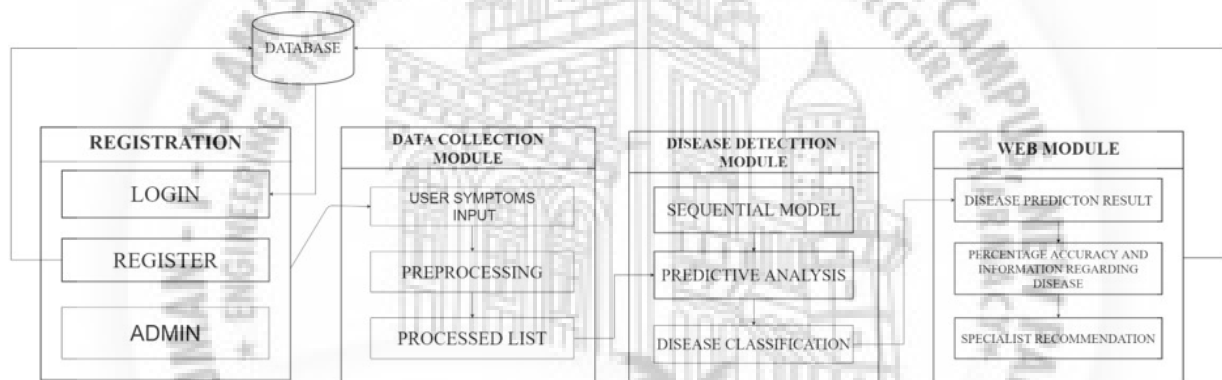 DATABASE
REGISTRATION
LOGIN
REGISTER
ADMIN
DATA COLLECTION
MODULE
USER SYMPTOMS
INPUT
PREPROCESSING
PROCESSED LIST
DISEASE DETECTTION
MODULE
SEQUENTIAL MODEL
PREDICTIVE ANALYSIS
DISEASE CLASSIFICATION
WEB MODULE
DISEASE PREDICTON RESULT
PERCENTAGE ACCURACY AND
INFORMATION REGARDING
DISEASE
SPECIALIST RECOMMENDATION